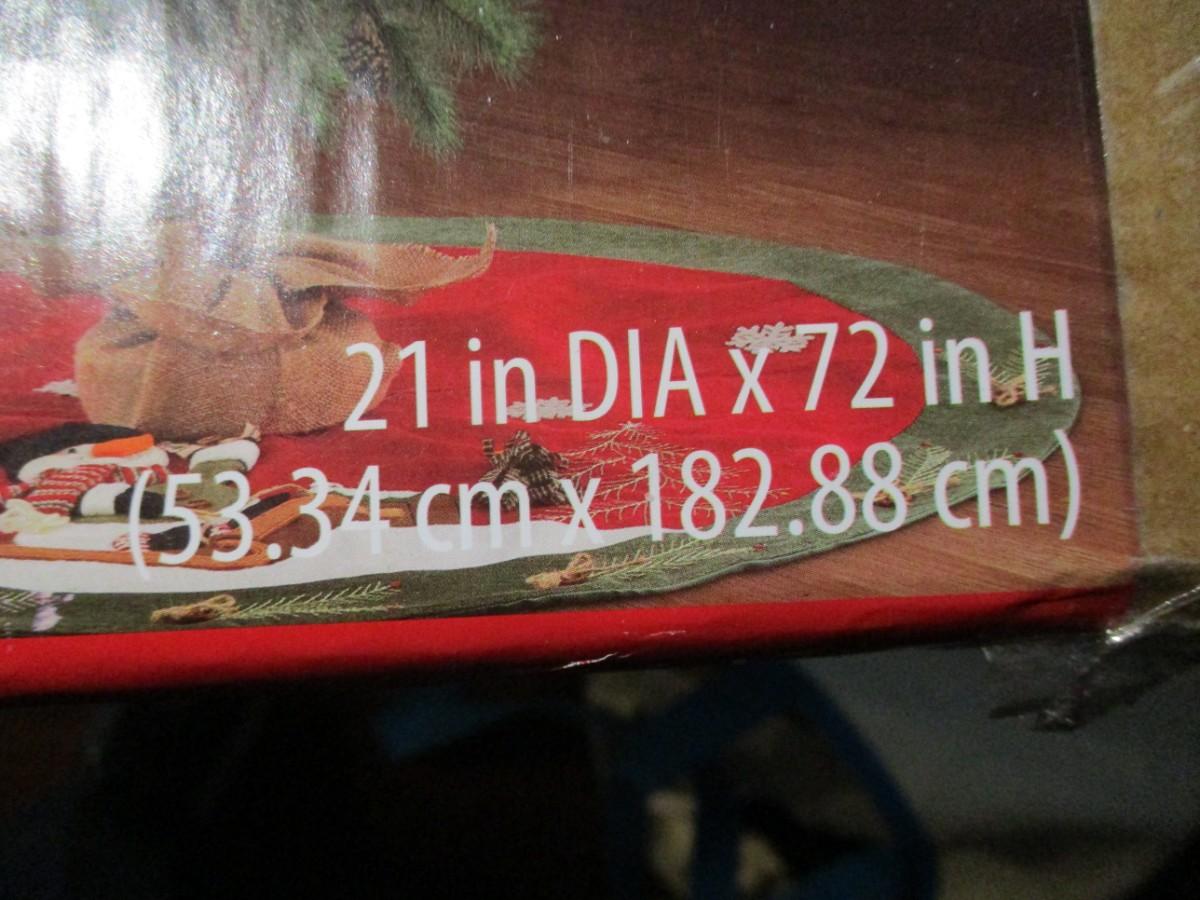 21 in DIA x 72 in H
(53.34 cm x 182.88 cm)